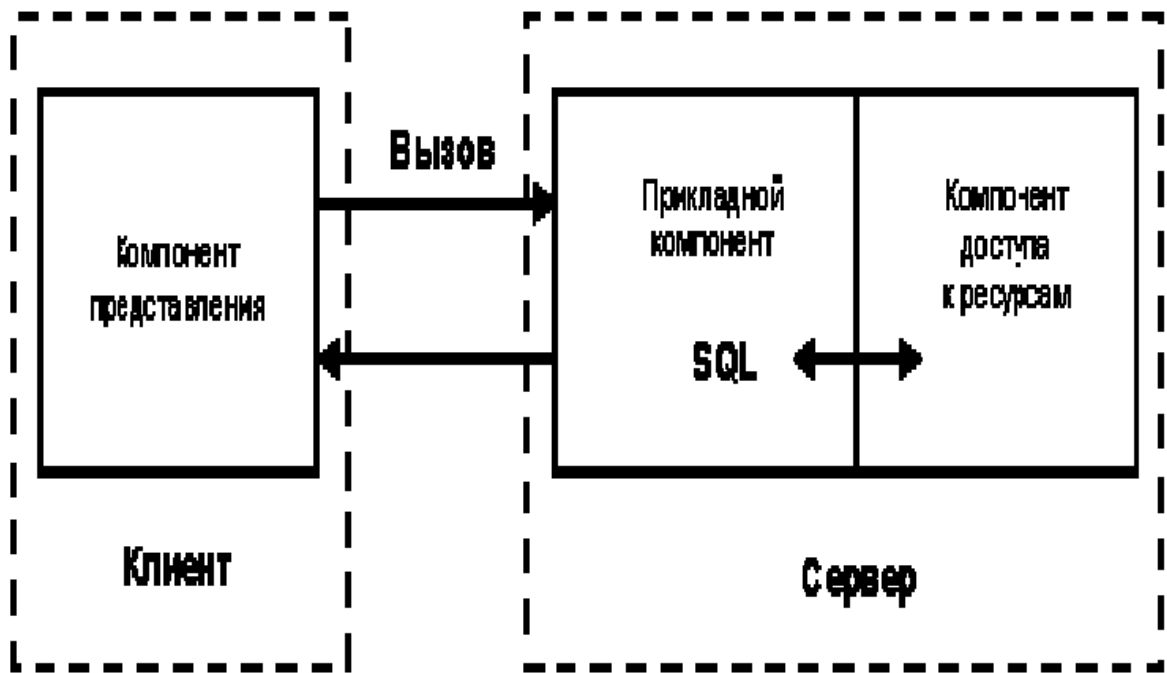 Вызов
Компонент
представления
Прикладной
компонент
Компонент
доступа
к ресурсам
SQL
Клиент
Сервер